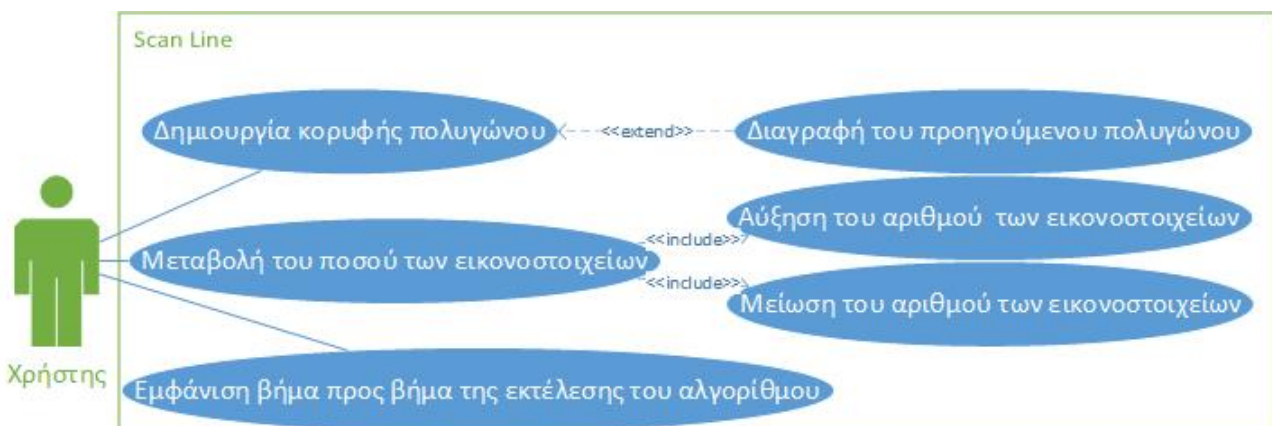 Scan Line
Δημιουργία κορυφής πολυγώνου
<<extend>>
Διαγραφή του προηγούμενου πολυγώνου
Αύξηση του αριθμού των εικονοστοιχείων
<<include>>
Μεταβολή του ποσού των εικονοστοιχείων
<<include>>
Μείωση του αριθμού των εικονοστοιχείων
Χρήστης
Εμφάνιση βήμα προς βήμα της εκτέλεσης του αλγορίθμου